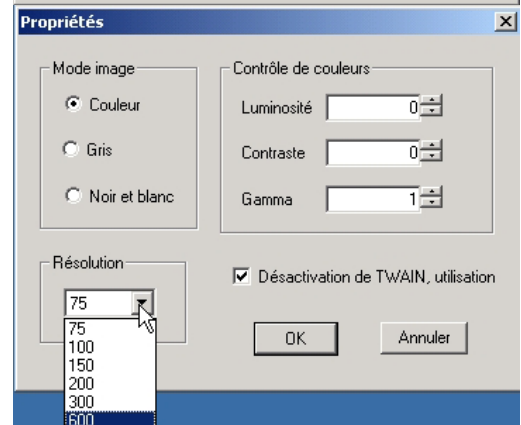 Propriétés
Mode image
Couleur
Gris
Noir et blanc
Contrôle de couleurs
Luminosité 0
Contraste 0
Gamma 1
Résolution
75
75
100
150
200
300
600
Désactivation de TWAIN, utilisation
OK
Annuler